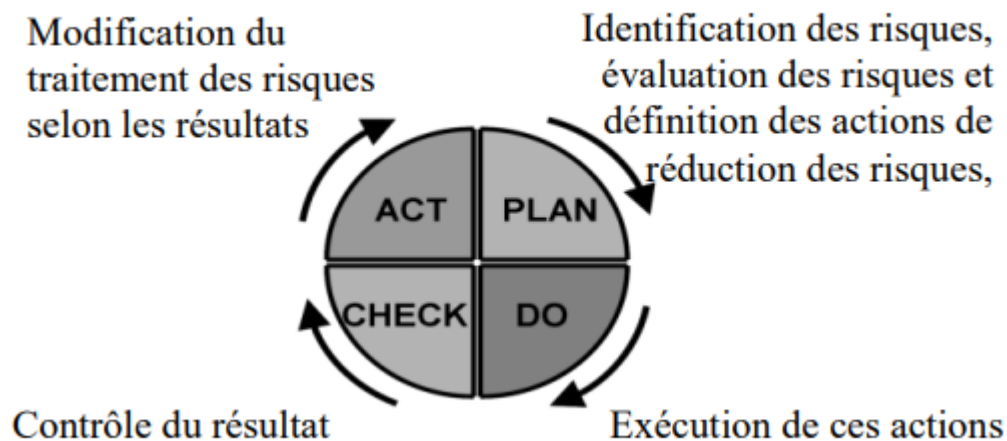 Modification du
traitement des risques
selon les résultats
Identification des risques,
évaluation des risques et
définition des actions de
réduction des risques,
ACT
PLAN
CHECK
DO
Contrôle du résultat
Exécution de ces actions